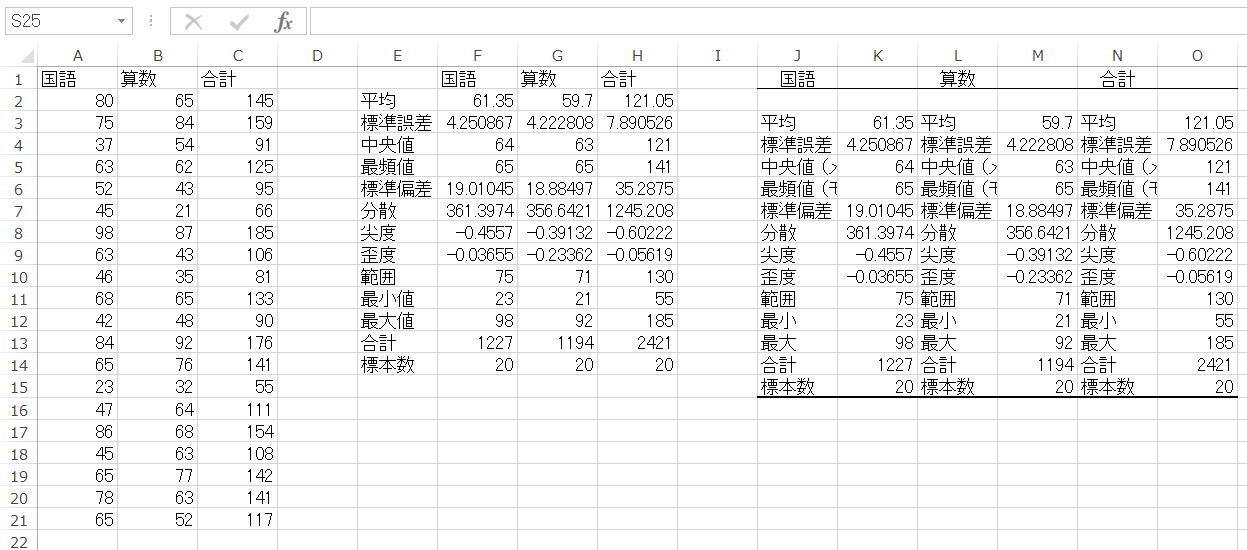 S25 fx
A B C D E F G H I J K L M N O
1 国語 算数 合計 国語 算数 合計 国語 算数 合計
2 80 65 145 平均 61.35 59.7 121.05
3 75 84 159 標準誤差 4.250867 4.222808 7.890526 平均 61.35 平均 59.7 平均 121.05
4 37 54 91 中央値 64 63 121 標準誤差 4.250867 標準誤差 4.222808 標準誤差 7.890526
5 63 62 125 最頻値 65 65 141 中央値（ 64 中央値（ 63 中央値（ 121
6 52 43 95 標準偏差 19.01045 18.88497 35.2875 最頻値（ 65 最頻値（ 65 最頻値（ 141
7 45 21 66 分散 361.3974 356.6421 1245.208 標準偏差 19.01045 標準偏差 18.88497 標準偏差 35.2875
8 98 87 185 尖度 -0.4557 -0.39132 -0.60222 分散 361.3974 分散 356.6421 分散 1245.208
9 63 43 106 歪度 -0.03655 -0.23362 -0.05619 尖度 -0.4557 尖度 -0.39132 尖度 -0.60222
10 46 35 81 範囲 75 71 130 歪度 -0.03655 歪度 -0.23362 歪度 -0.05619
11 68 65 133 最小値 23 21 55 範囲 75 範囲 71 範囲 130
12 42 48 90 最大値 98 92 185 最小 23 最小 21 最小 55
13 84 92 176 合計 1227 1194 2421 最大 98 最大 92 最大 185
14 65 76 141 標本数 20 20 20 合計 1227 合計 1194 合計 2421
15 23 32 55 標本数 20 標本数 20 標本数 20
16 47 64 111
17 86 68 154
18 45 63 108
19 65 77 142
20 78 63 141
21 65 52 117
22